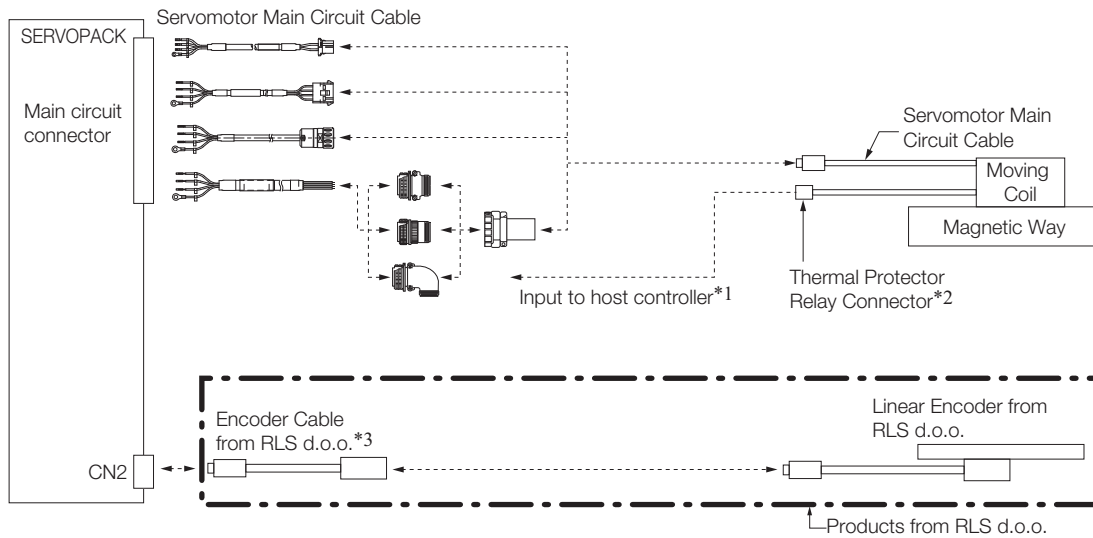 Servomotor Main Circuit Cable
SERVOPACK
Main circuit
connector
Servomotor Main
Circuit Cable
Moving
Coil
Magnetic Way
Thermal Protector
Relay Connector*2
Input to host controller*1
Encoder Cable
from RLS d.o.o.*3
Linear Encoder from
RLS d.o.o.
CN2
Products from RLS d.o.o.